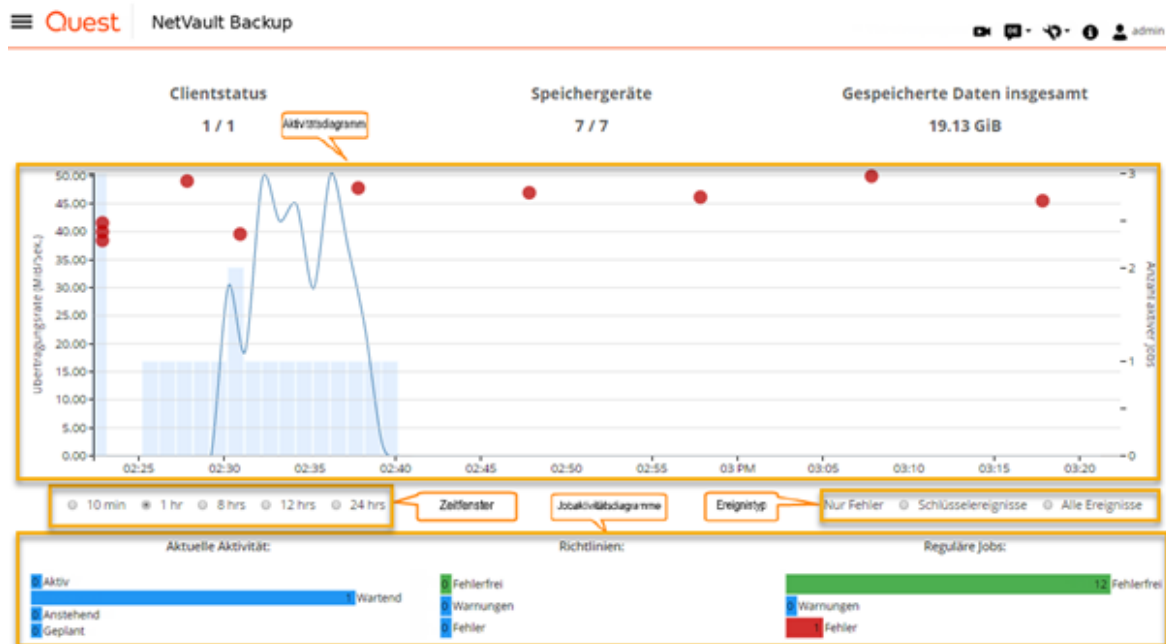 Quest NetVault Backup
admin
Clientstatus Speichergeräte Gespeicherte Daten insgesamt
1 / 1 7 / 7 19.13 GiB
Aktivitätsdiagramm
50.00
45.00
40.00
35.00
30.00
25.00
20.00
15.00
10.00
5.00
0.00
Übertragungsrate
3
2
1
0
Anzahl aktiver Jobs
02:25 02:30 02:35 02:40 02:45 02:50 02:55 03 PM 03:05 03:10 03:15 03:20
10 min 1 hr 8 hrs 12 hrs 24 hrs Zeitfenster Jobaktivitätsdiagramme Ereignistyp Nur Fehler Schlüsselereignisse Alle Ereignisse
Aktuelle Aktivität: Richtlinien: Reguläre Jobs:
0 Aktiv 0 Fehlerfrei 12 Fehlerfrei
1 Wartend 0 Warnungen 0 Warnungen
0 Anstehend 0 Fehler 1 Fehler
0 Geplant